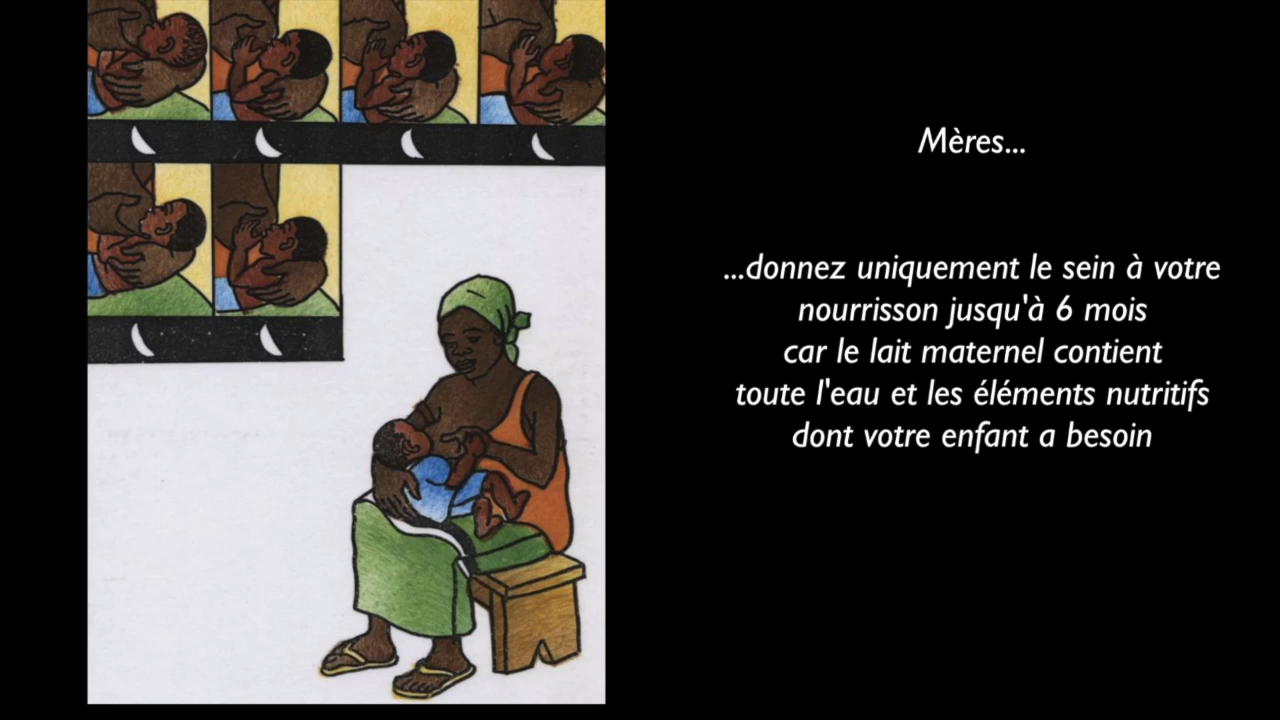 Mères...
...donnez uniquement le sein à votre
nourrisson jusqu'à 6 mois
car le lait maternel contient
toute l'eau et les éléments nutritifs
dont votre enfant a besoin